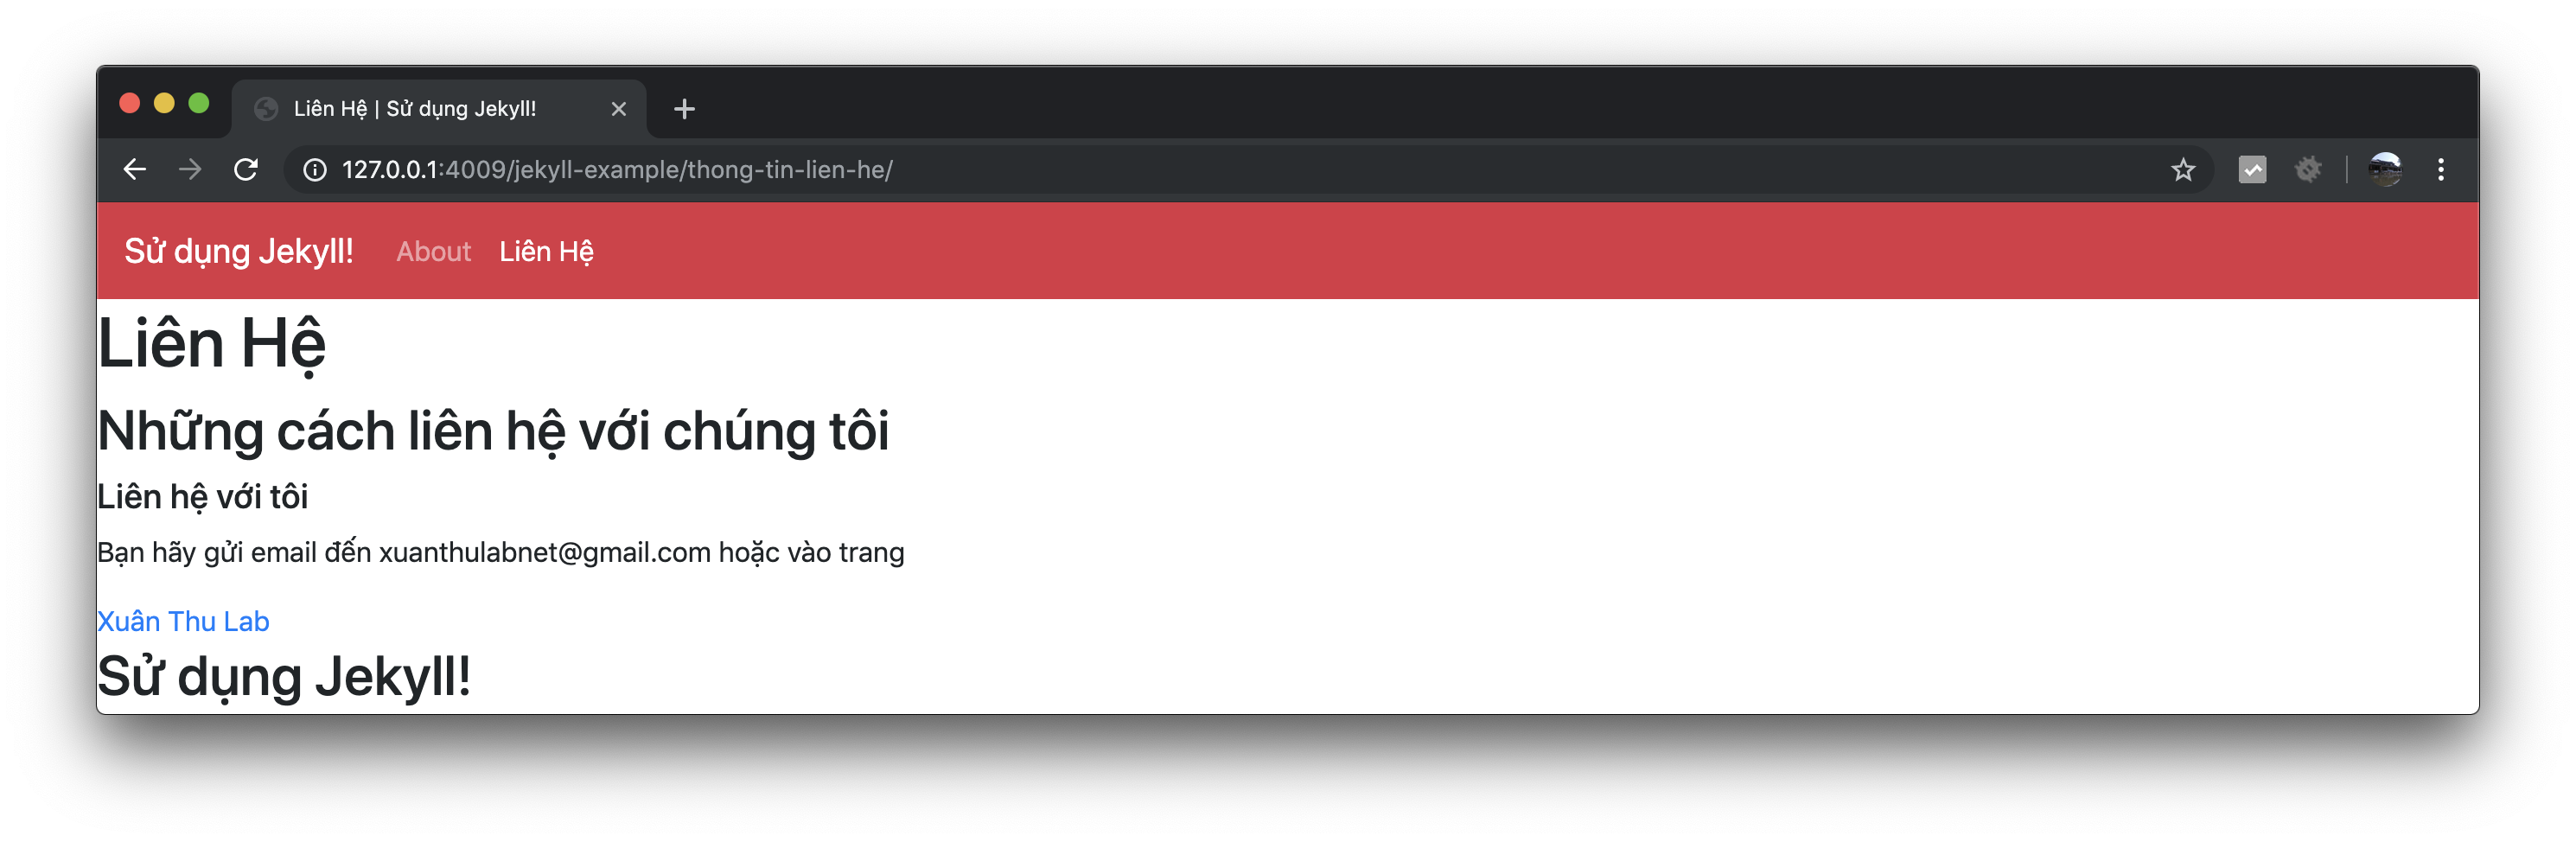 Liên Hệ | Sử dụng Jekyll!
127.0.0.1:4009/jekyll-example/thong-tin-lien-he/
Sử dụng Jekyll! About Liên Hệ
Liên Hệ
Những cách liên hệ với chúng tôi
Liên hệ với tôi
Bạn hãy gửi email đến xuanthulabnet@gmail.com hoặc vào trang
Xuân Thu Lab
Sử dụng Jekyll!